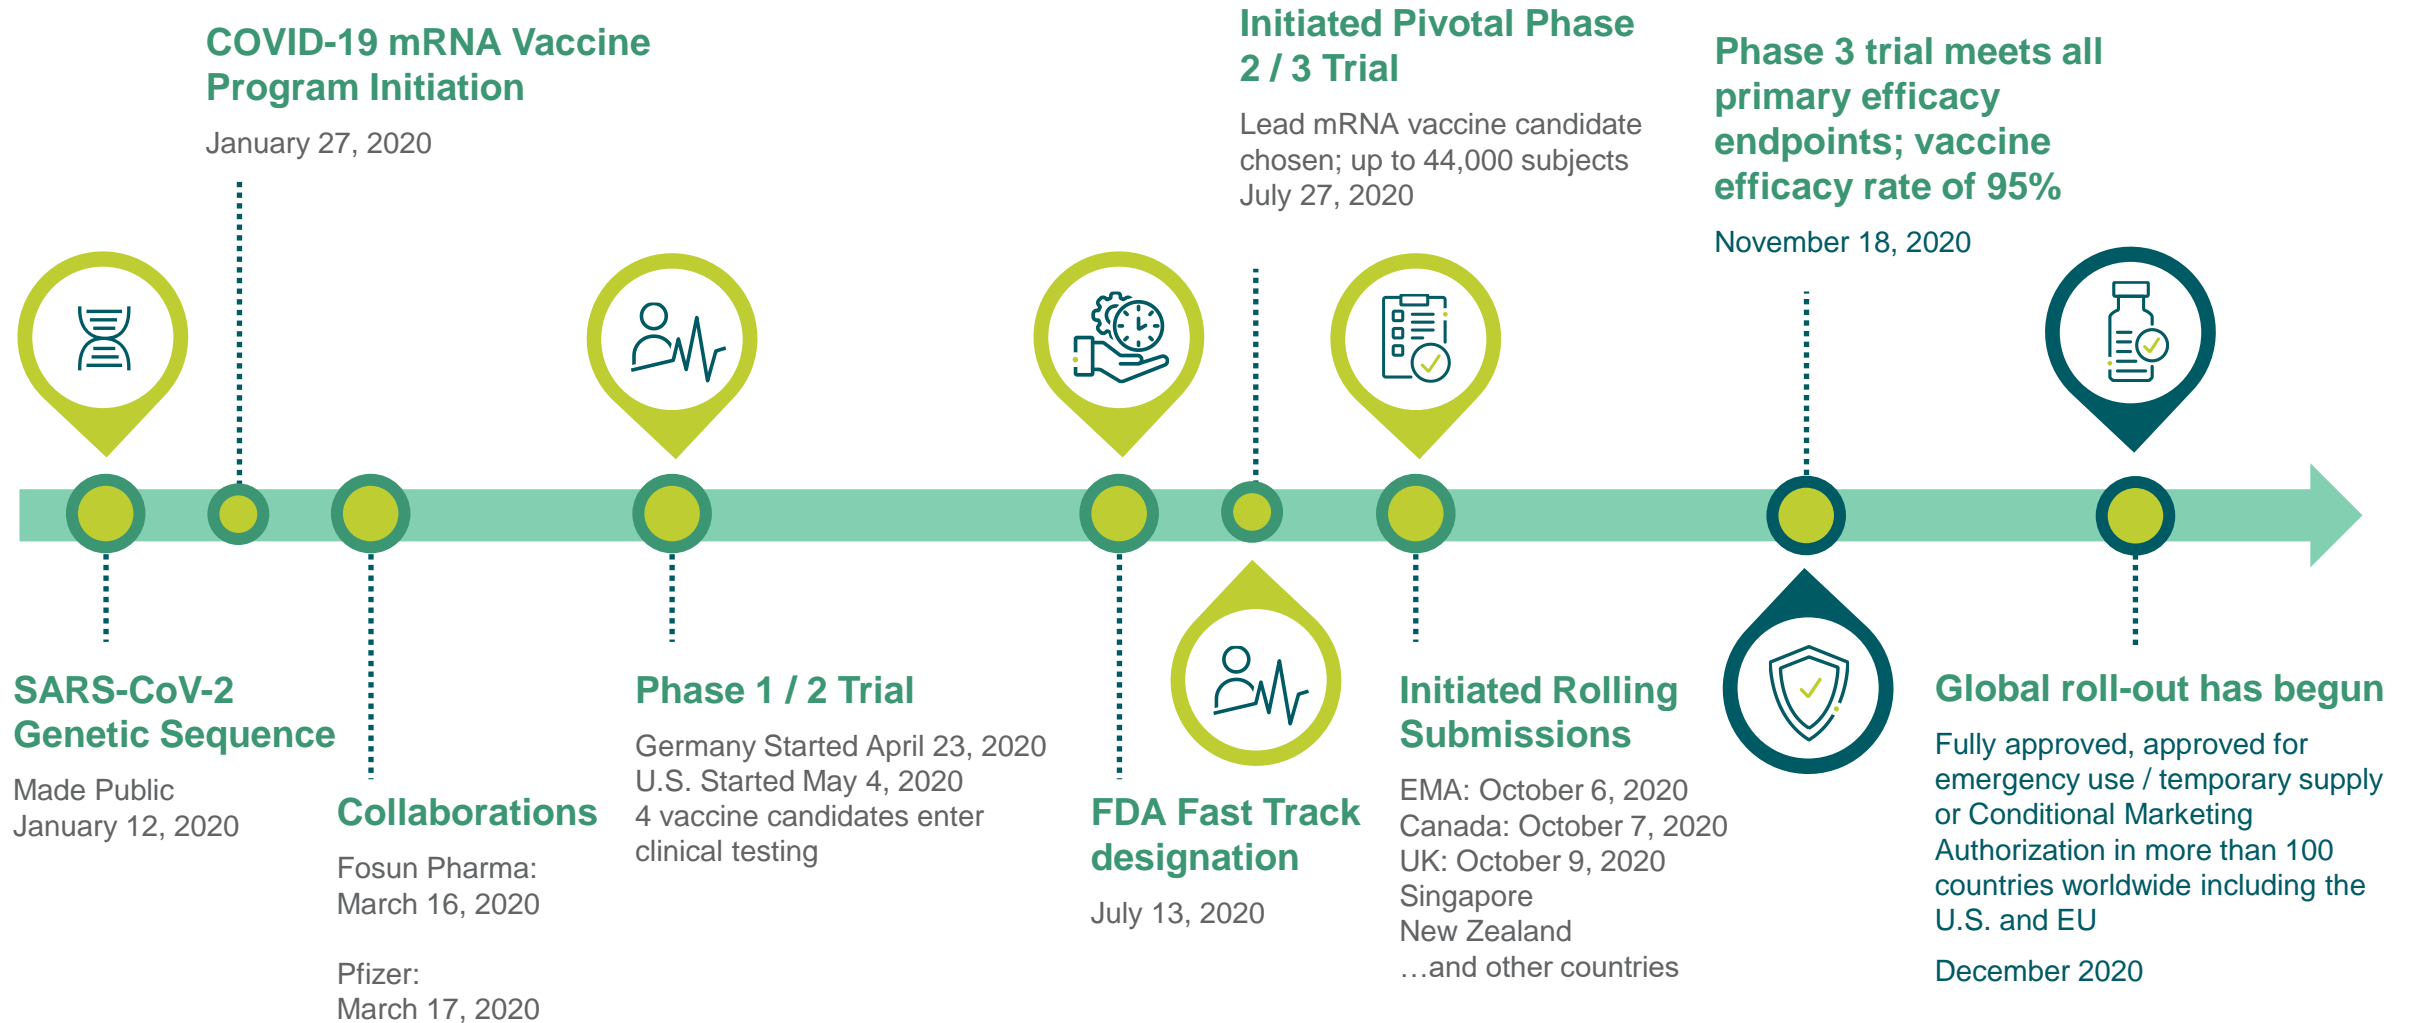 COVID-19 mRNA Vaccine
Program Initiation
January 27, 2020
Initiated Pivotal Phase
2 / 3 Trial
Lead mRNA vaccine candidate
chosen; up to 44,000 subjects
July 27, 2020
Phase 3 trial meets all
primary efficacy
endpoints; vaccine
efficacy rate of 95%
November 18, 2020
SARS-CoV-2
Genetic Sequence
Made Public
January 12, 2020
Collaborations
Fosun Pharma:
March 16, 2020
Pfizer:
March 17, 2020
Phase 1 / 2 Trial
Germany Started April 23, 2020
U.S. Started May 4, 2020
4 vaccine candidates enter
clinical testing
FDA Fast Track
designation
July 13, 2020
Initiated Rolling
Submissions
EMA: October 6, 2020
Canada: October 7, 2020
UK: October 9, 2020
Singapore
New Zealand
…and other countries
Global roll-out has begun
Fully approved, approved for
emergency use / temporary supply
or Conditional Marketing
Authorization in more than 100
countries worldwide including the
U.S. and EU
December 2020